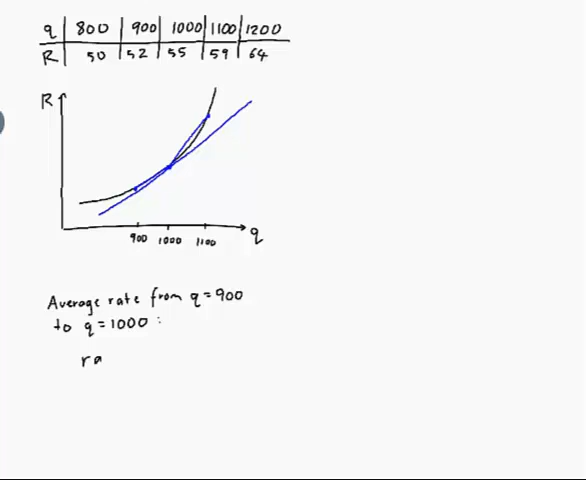 q 800 900 1000 1100 1200
R 50 52 55 59 64
R
900 1000 1100 q
Average rate from q = 900
to q = 1000 :
ra